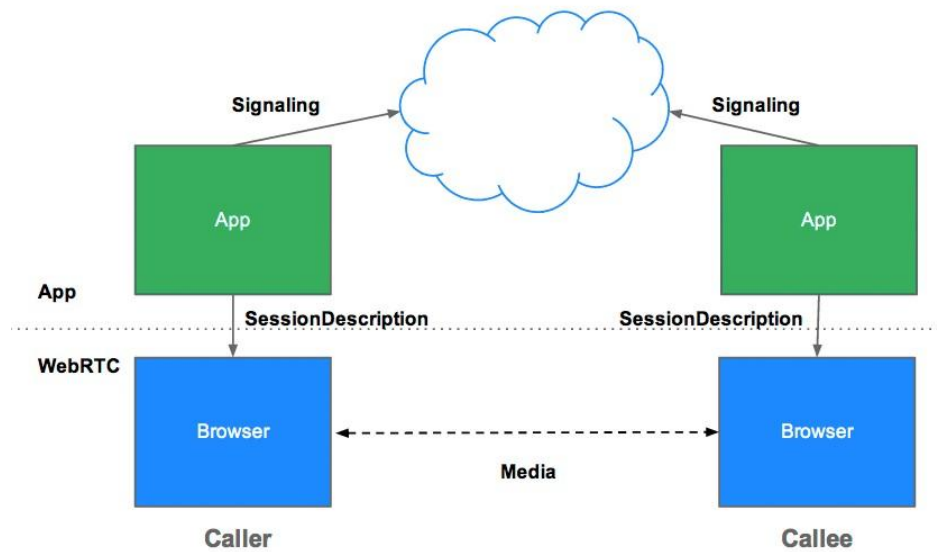 Signaling
Signaling
App
App
App
SessionDescription
SessionDescription
WebRTC
Browser
Browser
Media
Caller
Callee